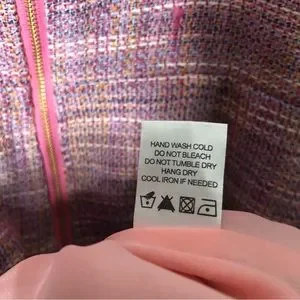 HAND WASH COLD
DO NOT BLEACH
DO NOT TUMBLE DRY
HANG DRY
COOL IRON IF NEEDED